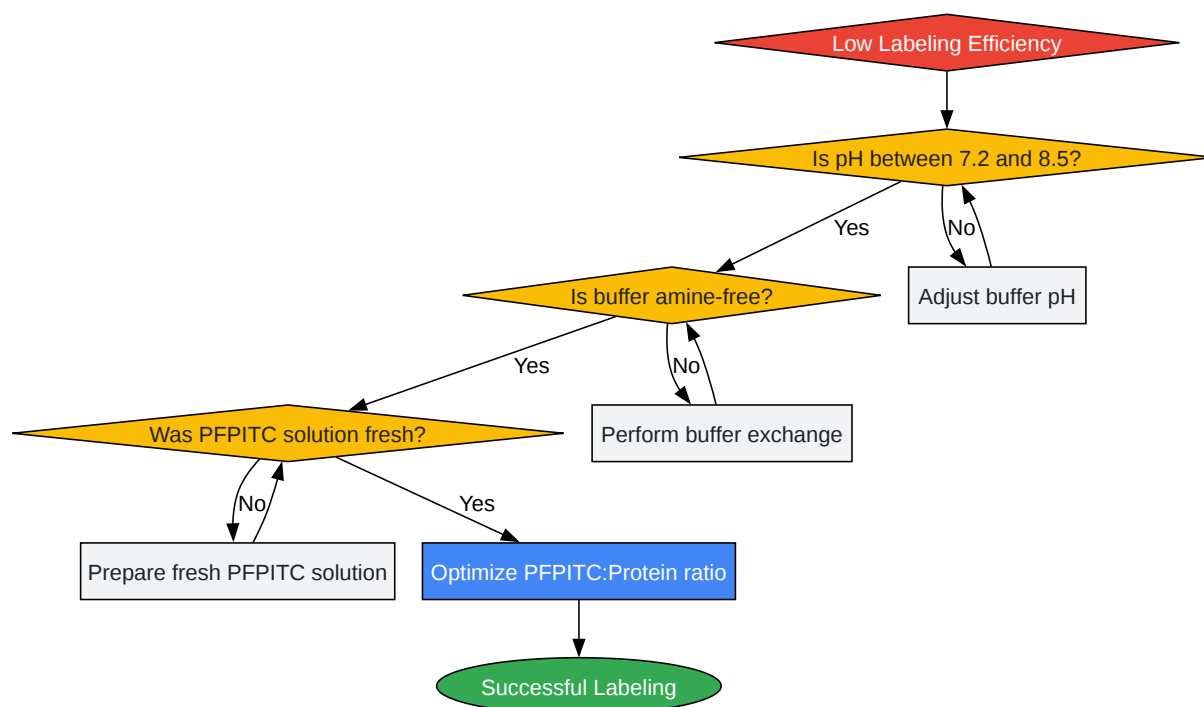 Low Labeling Efficiency
Is pH between 7.2 and 8.5?
Yes
No
Adjust buffer pH
Is buffer amine-free?
Yes
No
Perform buffer exchange
Was PFPITC solution fresh?
No
Yes
Prepare fresh PFPITC solution
Optimize PFPITC:Protein ratio
Successful Labeling